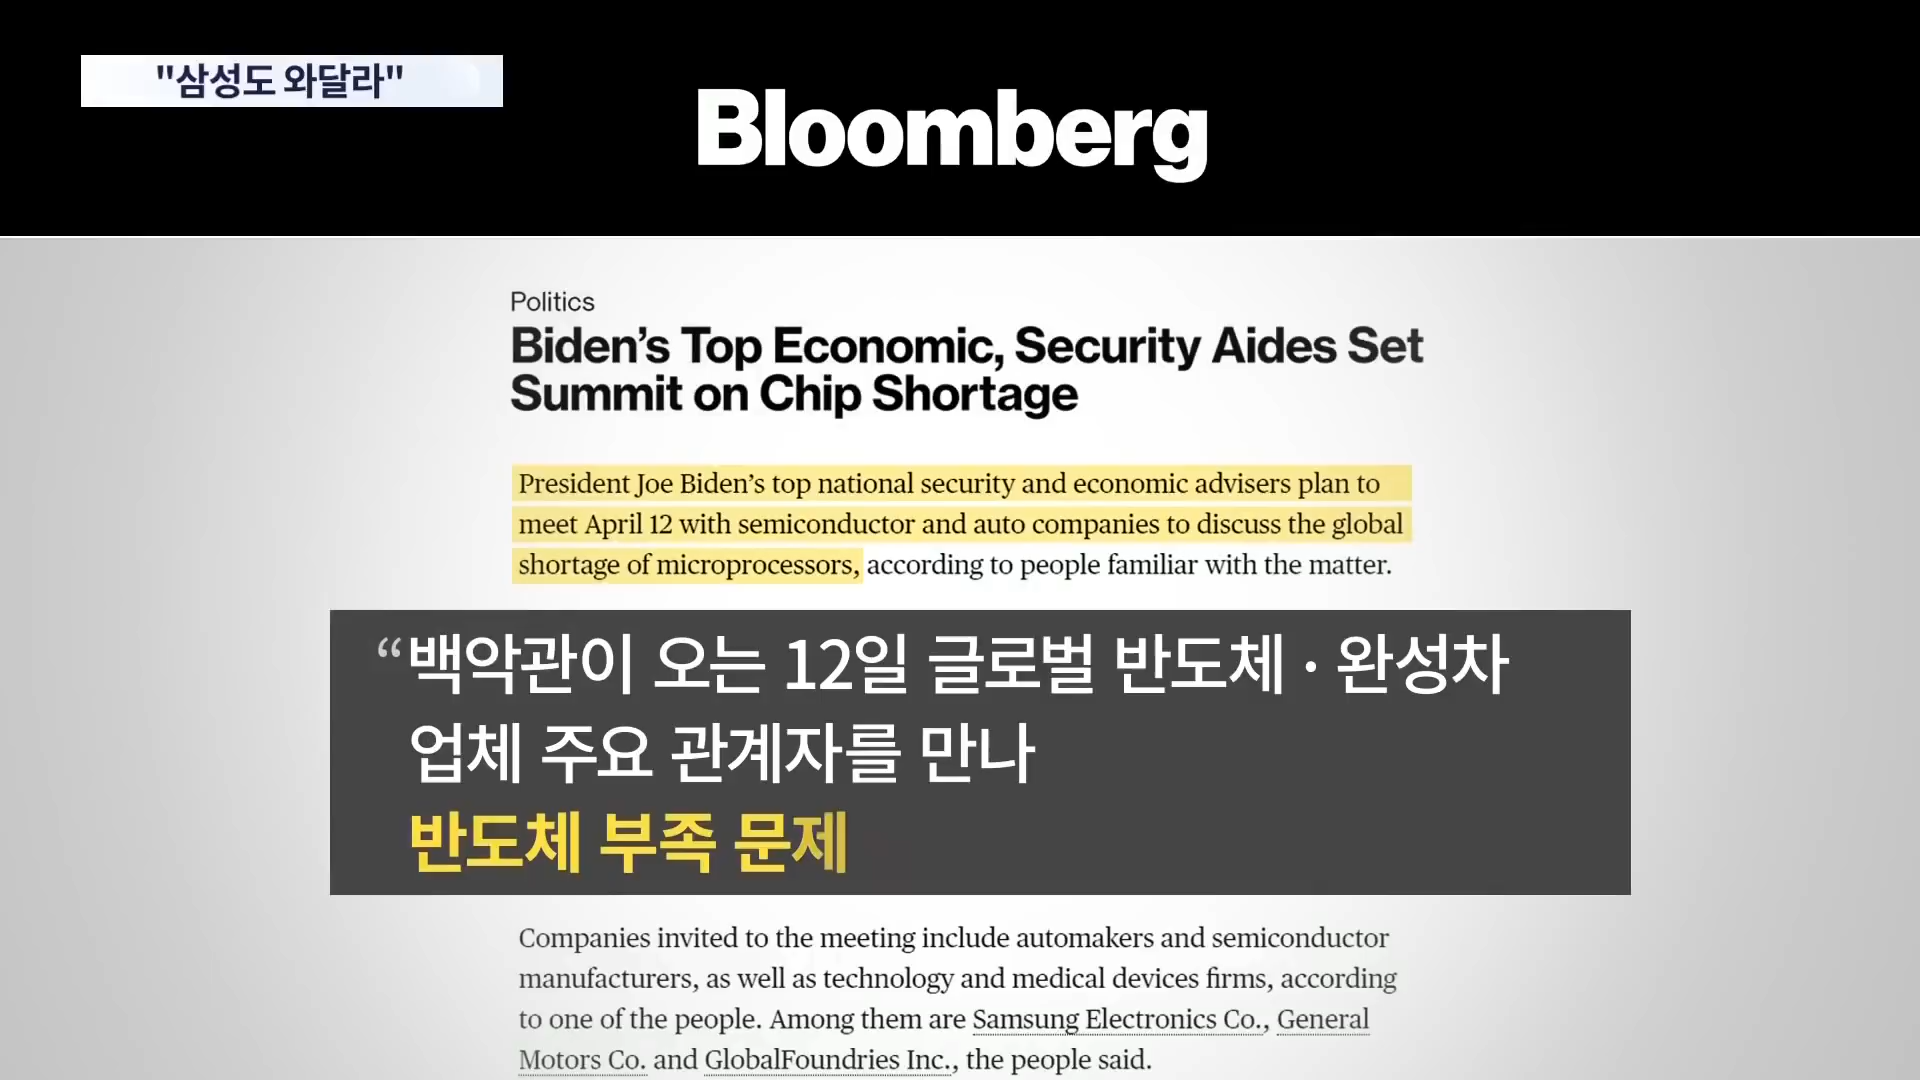 "삼성도 와달라"
Bloomberg
Politics
Biden’s Top Economic, Security Aides Set
Summit on Chip Shortage
President Joe Biden’s top national security and economic advisers plan to
meet April 12 with semiconductor and auto companies to discuss the global
shortage of microprocessors, according to people familiar with the matter.
“백악관이 오는 12일 글로벌 반도체 · 완성차
업체 주요 관계자를 만나
반도체 부족 문제
Companies invited to the meeting include automakers and semiconductor
manufacturers, as well as technology and medical devices firms, according
to one of the people. Among them are Samsung Electronics Co., General
Motors Co. and GlobalFoundries Inc., the people said.